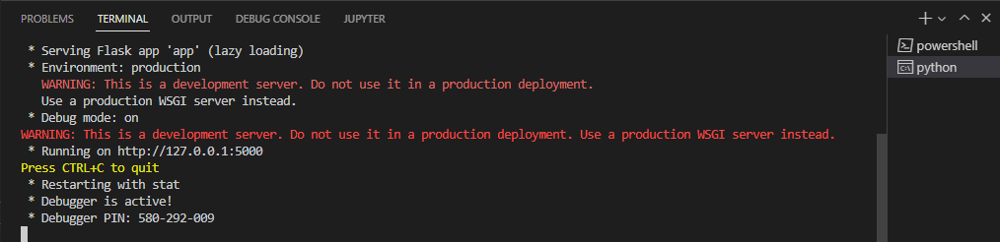 PROBLEMS TERMINAL OUTPUT DEBUG CONSOLE JUPYTER
* Serving Flask app 'app' (lazy loading)
* Environment: production
WARNING: This is a development server. Do not use it in a production deployment.
Use a production WSGI server instead.
* Debug mode: on
WARNING: This is a development server. Do not use it in a production deployment. Use a production WSGI server instead.
* Running on http://127.0.0.1:5000
Press CTRL+C to quit
* Restarting with stat
* Debugger is active!
* Debugger PIN: 580-292-009
powershell
python